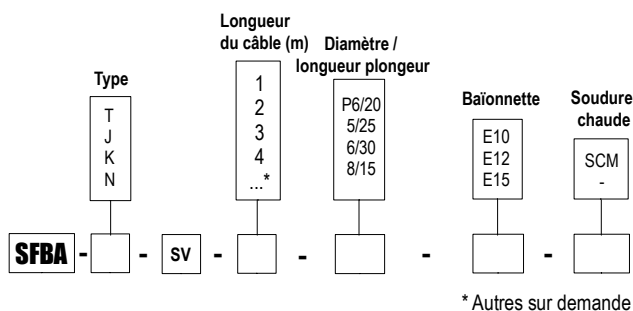 Longueur
du câble (m)
Diamètre /
longueur plongeur
Type
Baïonnette
Soudure
chaude
T
J
K
N
1
2
3
4
...*
P6/20
5/25
6/30
8/15
E10
E12
E15
SCM
-
SFBA - - SV - - - -
* Autres sur demande